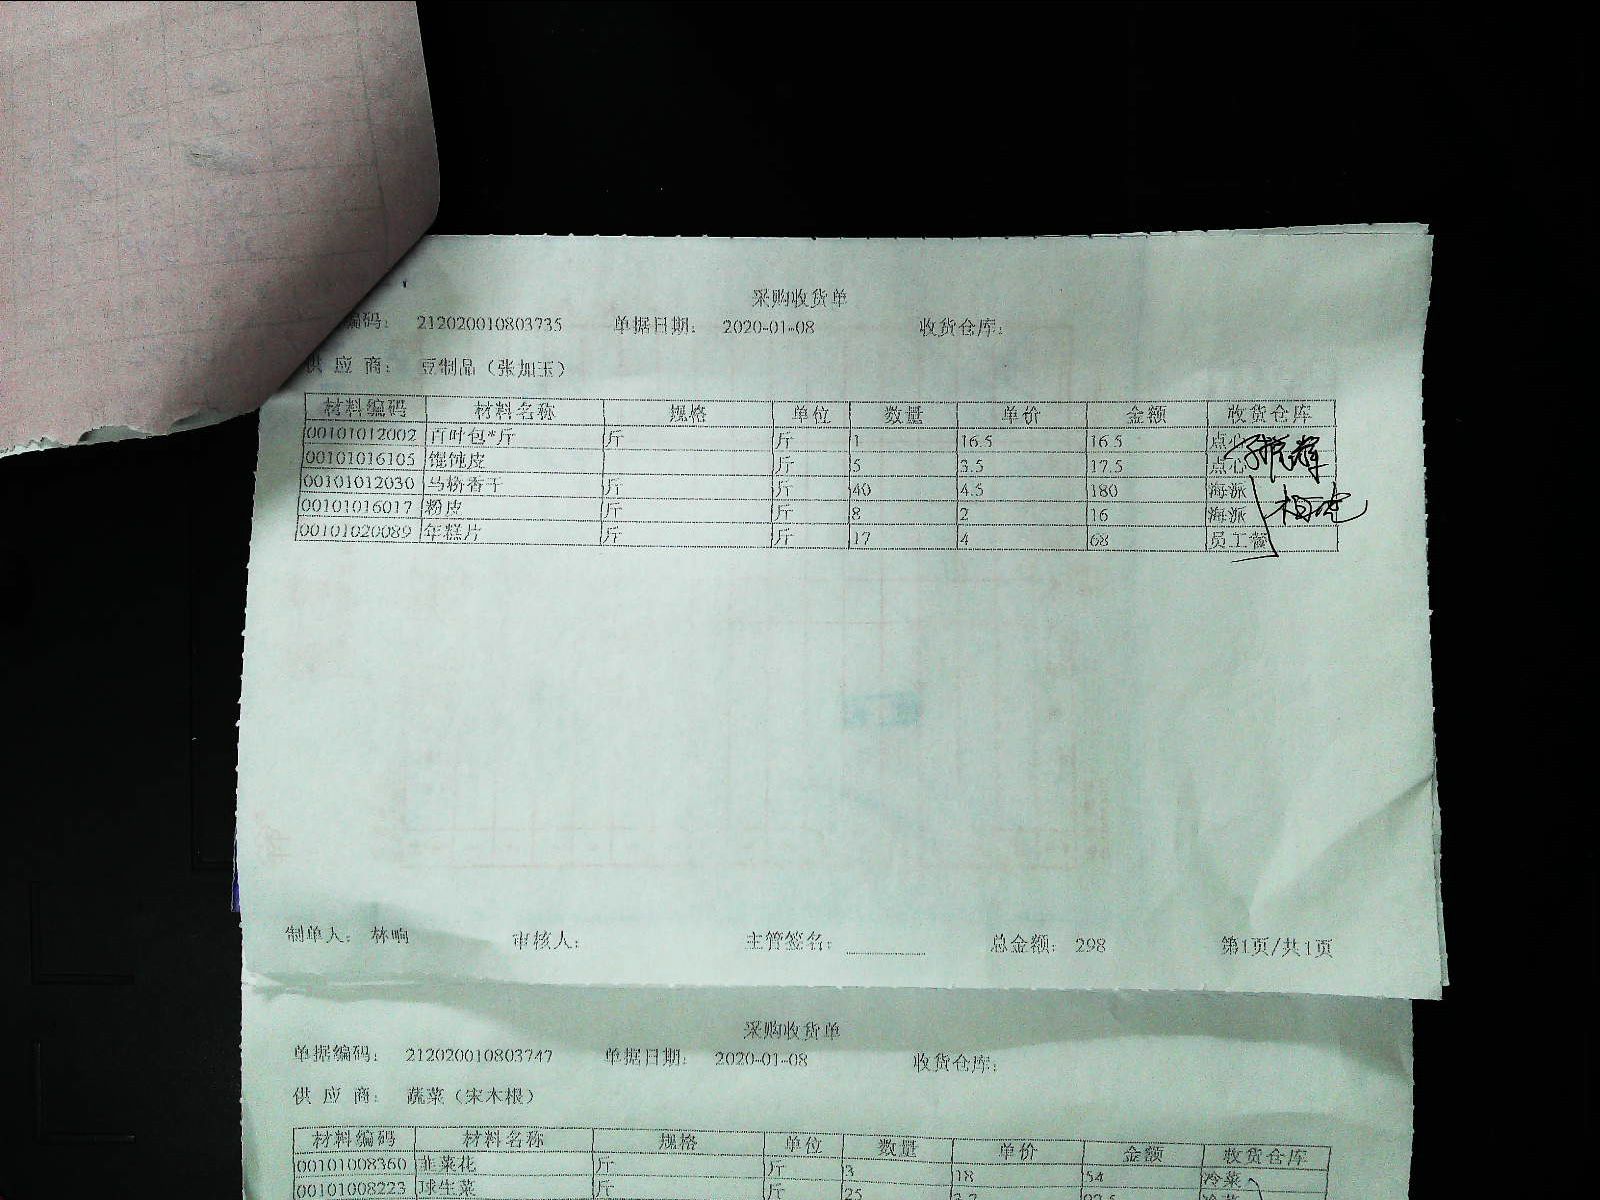 采购收货单
编码： 212020010803735 单据日期： 2020-01-08 收货仓库：
供 应 商： 豆制品（张加玉）
材料编码 材料名称 规格 单位 数量 单价 金额 收货仓库
00101012002 百叶包*斤 斤 斤 1 16.5 16.5 点心
00101016105 馄饨皮 斤 5 3.5 17.5 点心
00101012030 马桥香干 斤 斤 40 4.5 180 海派
00101016017 粉皮 斤 斤 8 2 16 海派
00101020089 年糕片 斤 斤 17 4 68 员工餐
制单人： 林响 审核人： 主管签名： 总金额： 298 第1页/共1页
采购收货单
单据编码： 212020010803747 单据日期： 2020-01-08 收货仓库：
供 应 商： 蔬菜（宋木根）
材料编码 材料名称 规格 单位 数量 单价 金额 收货仓库
00101008360 韭菜花 斤 斤 3 18 54 冷菜
00101008223 球生菜 斤 斤 25